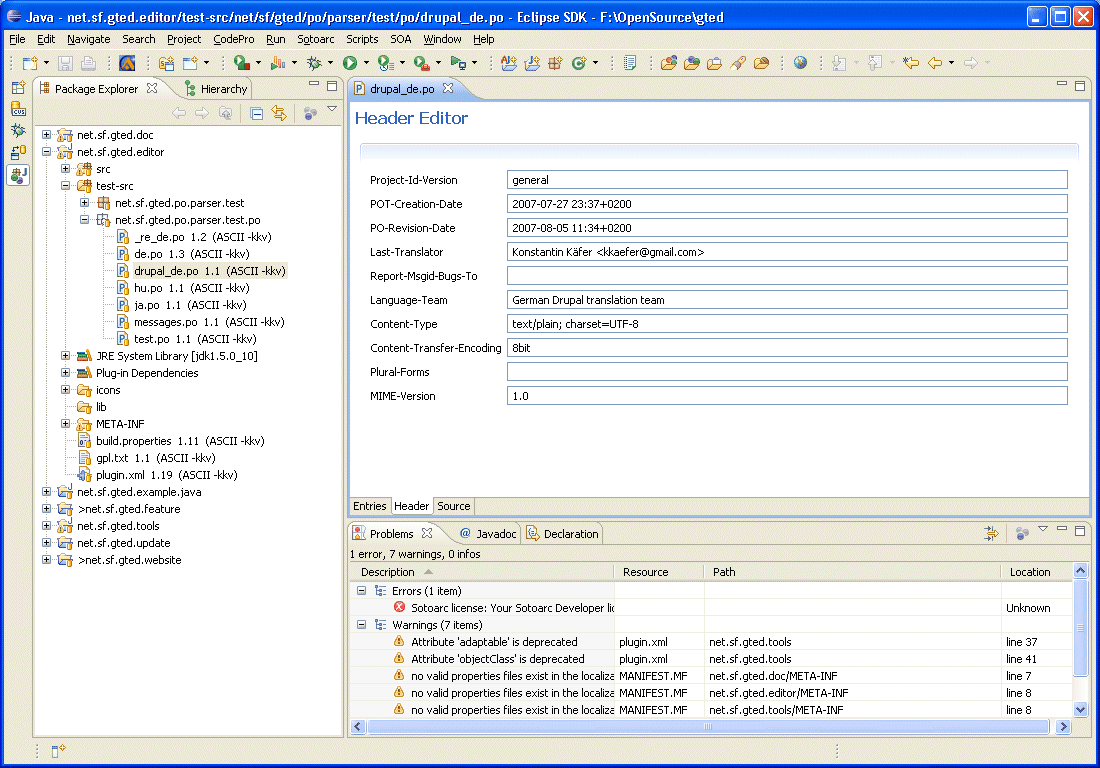 Java - net.sf.gted.editor/test-src/net/sf/gted/po/parser/test/po/drupal_de.po - Eclipse SDK - F:\OpenSource\gted
File Edit Navigate Search Project CodePro Run Sotoarc Scripts SOA Window Help
Package Explorer
Hierarchy
net.sf.gted.doc
net.sf.gted.editor
src
test-src
net.sf.gted.po.parser.test
net.sf.gted.po.parser.test.po
_re_de.po 1.2 (ASCII -kkv)
de.po 1.3 (ASCII -kkv)
drupal_de.po 1.1 (ASCII -kkv)
hu.po 1.1 (ASCII -kkv)
ja.po 1.1 (ASCII -kkv)
messages.po 1.1 (ASCII -kkv)
test.po 1.1 (ASCII -kkv)
JRE System Library [jdk1.5.0_10]
Plug-in Dependencies
icons
lib
META-INF
build.properties 1.11 (ASCII -kkv)
gpl.txt 1.1 (ASCII -kkv)
plugin.xml 1.19 (ASCII -kkv)
net.sf.gted.example.java
>net.sf.gted.feature
net.sf.gted.tools
net.sf.gted.update
>net.sf.gted.website
drupal_de.po
Header Editor
Project-Id-Version general
POT-Creation-Date 2007-07-27 23:37+0200
PO-Revision-Date 2007-08-05 11:34+0200
Last-Translator Konstantin Käfer <kkaefer@gmail.com>
Report-Msgid-Bugs-To
Language-Team German Drupal translation team
Content-Type text/plain; charset=UTF-8
Content-Transfer-Encoding 8bit
Plural-Forms
MIME-Version 1.0
Entries Header Source
Problems @ Javadoc Declaration
1 error, 7 warnings, 0 infos
Description Resource Path Location
Errors (1 item)
Sotoarc license: Your Sotoarc Developer lic Unknown
Warnings (7 items)
Attribute 'adaptable' is deprecated plugin.xml net.sf.gted.tools line 37
Attribute 'objectClass' is deprecated plugin.xml net.sf.gted.tools line 41
no valid properties files exist in the localiza MANIFEST.MF net.sf.gted.doc/META-INF line 7
no valid properties files exist in the localiza MANIFEST.MF net.sf.gted.editor/META-INF line 8
no valid properties files exist in the localiza MANIFEST.MF net.sf.gted.tools/META-INF line 8